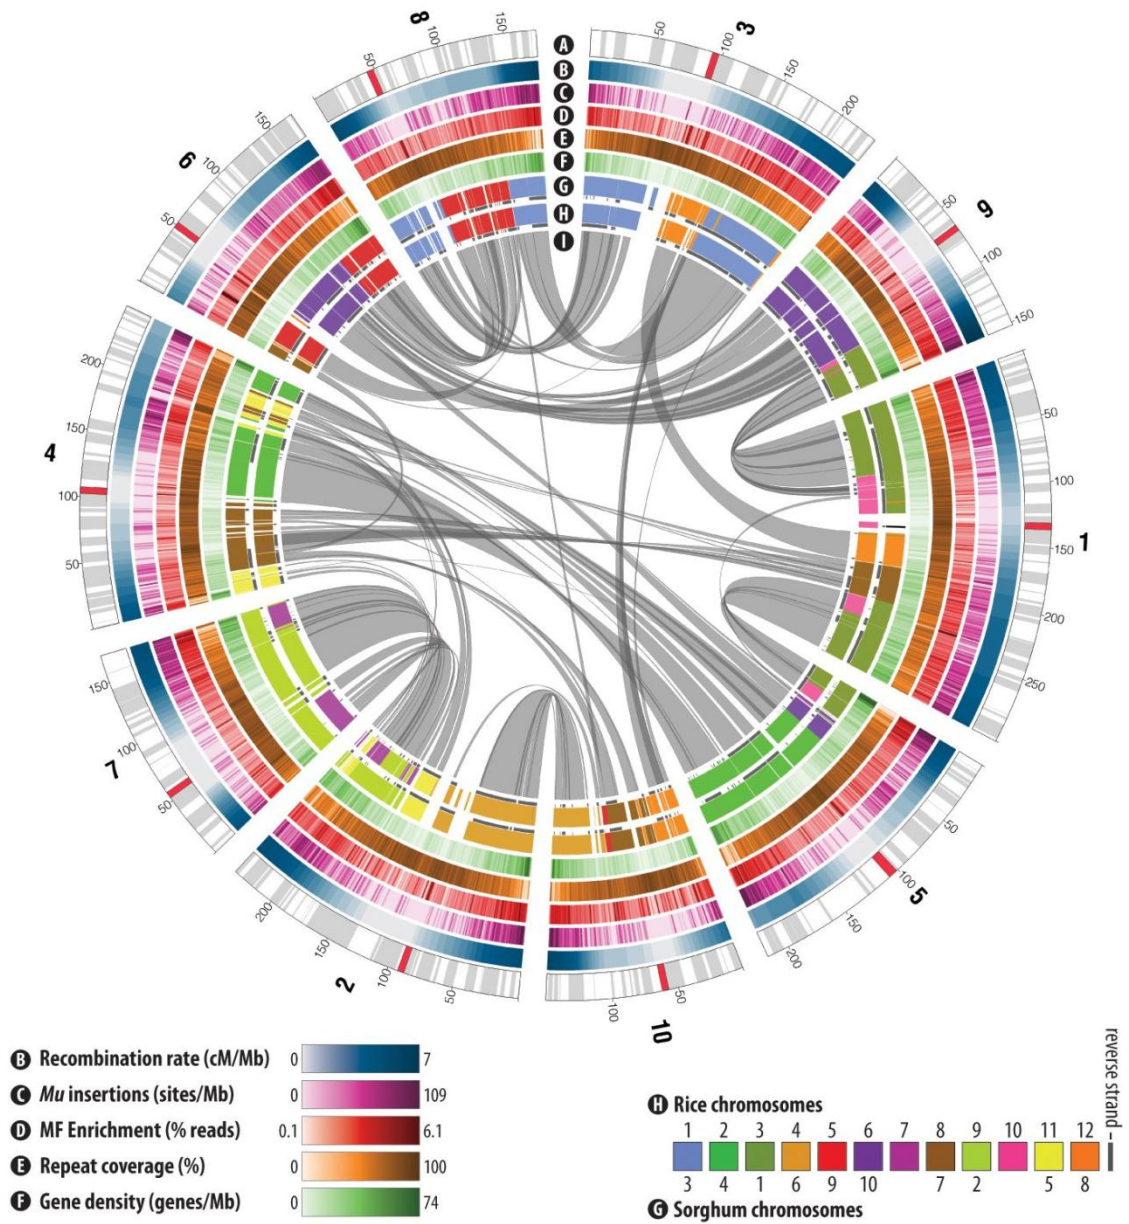 A
B
C
D
E
F
G
H
I
3
50
100
150
200
9
50
100
150
1
50
100
150
200
250
5
50
100
150
200
10
50
100
2
50
100
150
200
7
50
100
150
4
50
100
150
200
6
50
100
150
8
50
100
150
B Recombination rate (cM/Mb) 0 7
C Mu insertions (sites/Mb) 0 109
D MF Enrichment (% reads) 0.1 6.1
E Repeat coverage (%) 0 100
F Gene density (genes/Mb) 0 74
H Rice chromosomes
1 2 3 4 5 6 7 8 9 10 11 12
3 4 1 6 9 10 7 2 5 8
G Sorghum chromosomes
reverse strand –